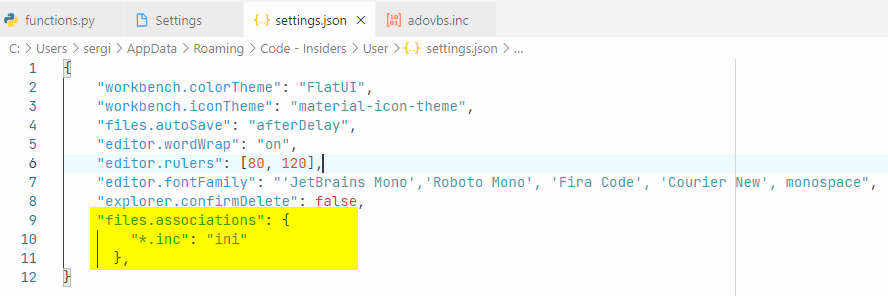 functions.py Settings settings.json adovbs.inc
C: > Users > sergi > AppData > Roaming > Code - Insiders > User > settings.json > ...
1 {
2 "workbench.colorTheme": "FlatUI",
3 "workbench.iconTheme": "material-icon-theme",
4 "files.autoSave": "afterDelay",
5 "editor.wordWrap": "on",
6 "editor.rulers": [80, 120],
7 "editor.fontFamily": "'JetBrains Mono','Roboto Mono', 'Fira Code', 'Courier New', monospace",
8 "explorer.confirmDelete": false,
9 "files.associations": {
10 "*.inc": "ini"
11 },
12 }